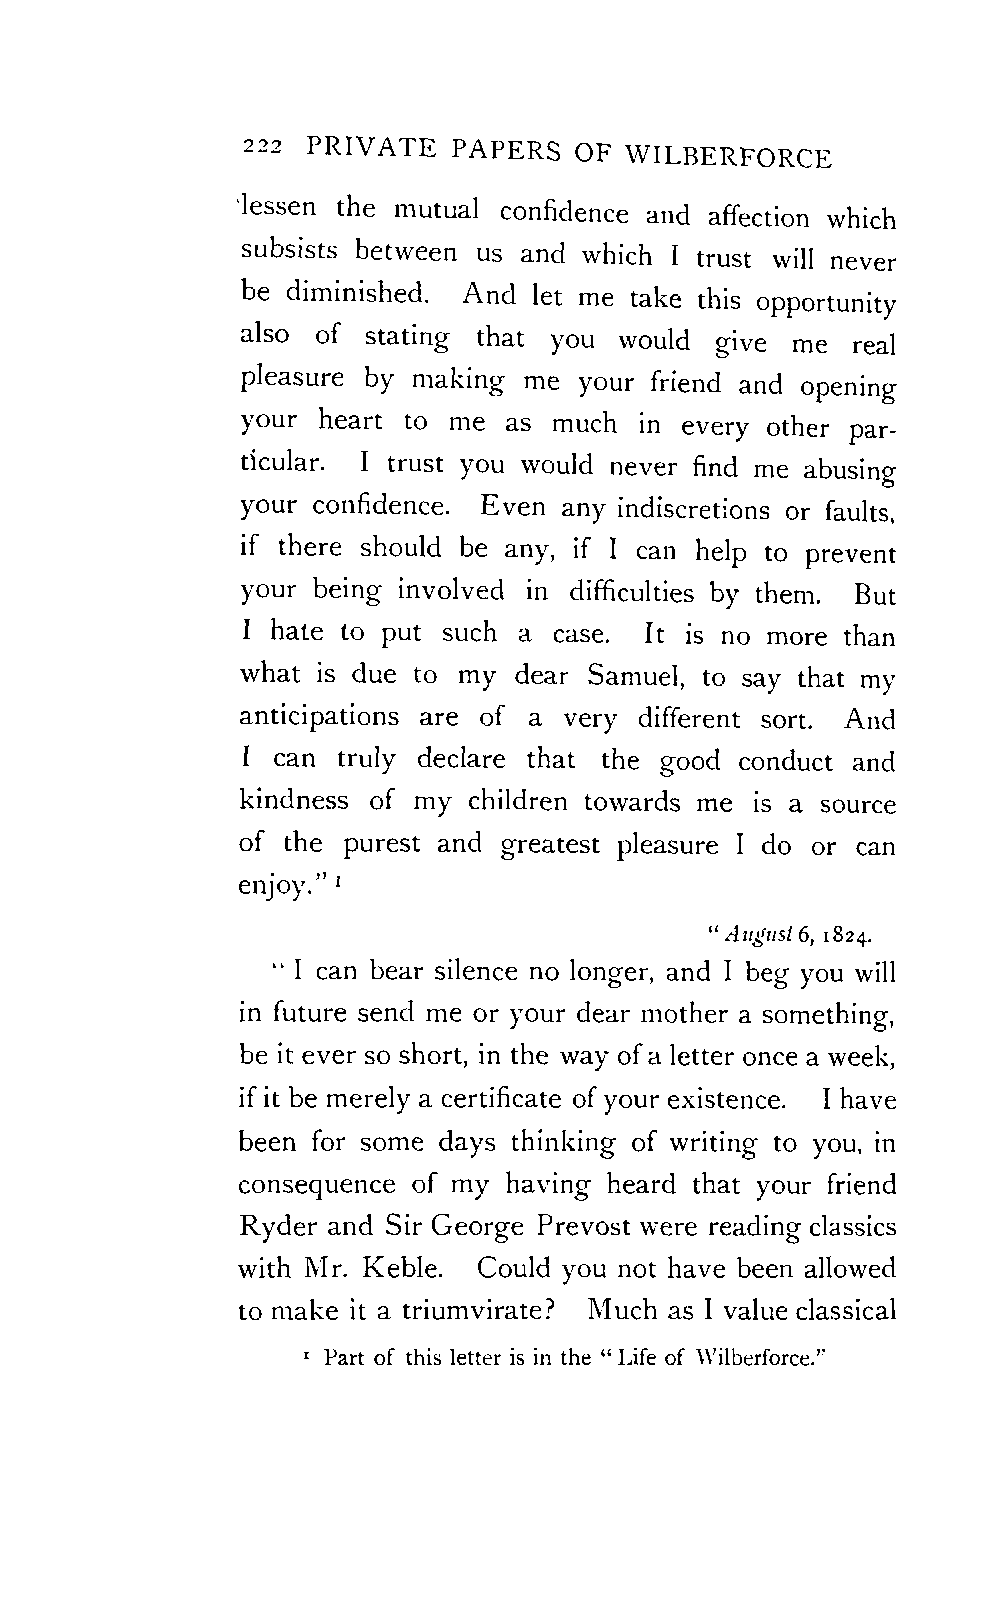 222 PRIVATE PAPERS OF WILBERFORCE
lessen the mutual confidence and affection which
subsists between us and which I trust will never
be diminished. And let me take this opportunity
also of stating that you would give me real
pleasure by making me your friend and opening
your heart to me as much in every other par-
ticular. I trust you would never find me abusing
your confidence. Even any indiscretions or faults,
if there should be any, if I can help to prevent
your being involved in difficulties by them. But
I hate to put such a case. It is no more than
what is due to my dear Samuel, to say that my
anticipations are of a very different sort. And
I can truly declare that the good conduct and
kindness of my children towards me is a source
of the purest and greatest pleasure I do or can
enjoy." 1
"August 6, 1824.
"I can bear silence no longer, and I beg you will
in future send me or your dear mother a something,
be it ever so short, in the way of a letter once a week,
if it be merely a certificate of your existence. I have
been for some days thinking of writing to you, in
consequence of my having heard that your friend
Ryder and Sir George Prevost were reading classics
with Mr. Keble. Could you not have been allowed
to make it a triumvirate? Much as I value classical
1 Part of this letter is in the "Life of Wilberforce."